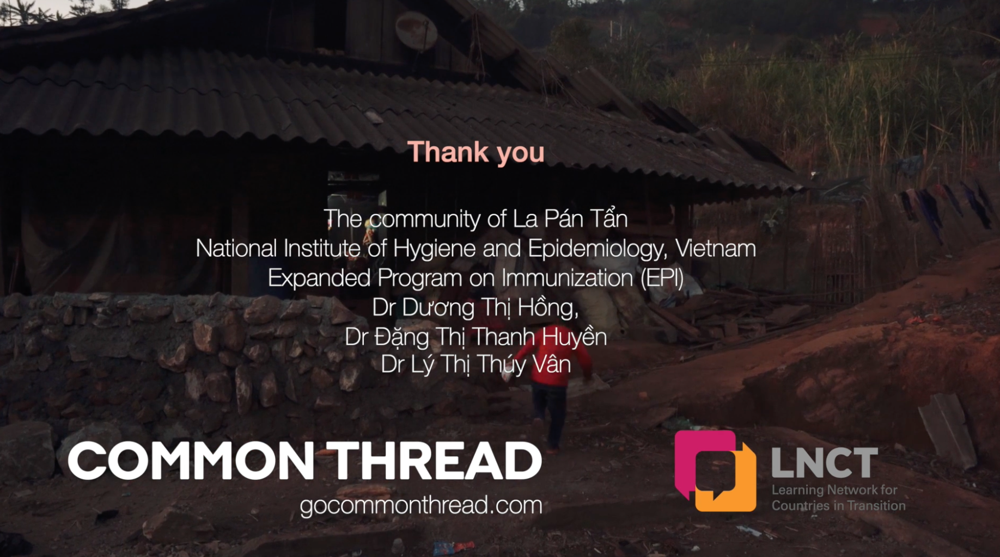 Thank you
The community of La Pán Tẩn
National Institute of Hygiene and Epidemiology, Vietnam
Expanded Program on Immunization (EPI)
Dr Dương Thị Hồng,
Dr Đặng Thị Thanh Huyền
Dr Lý Thị Thúy Vân
COMMON THREAD
gocommonthread.com
LNCT
Learning Network for
Countries in Transition